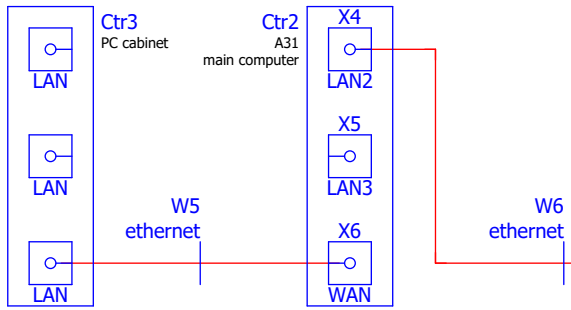 Ctr3
PC cabinet
LAN
LAN
LAN
W5
ethernet
Ctr2
A31
main computer
X4
LAN2
X5
LAN3
X6
WAN
W6
ethernet